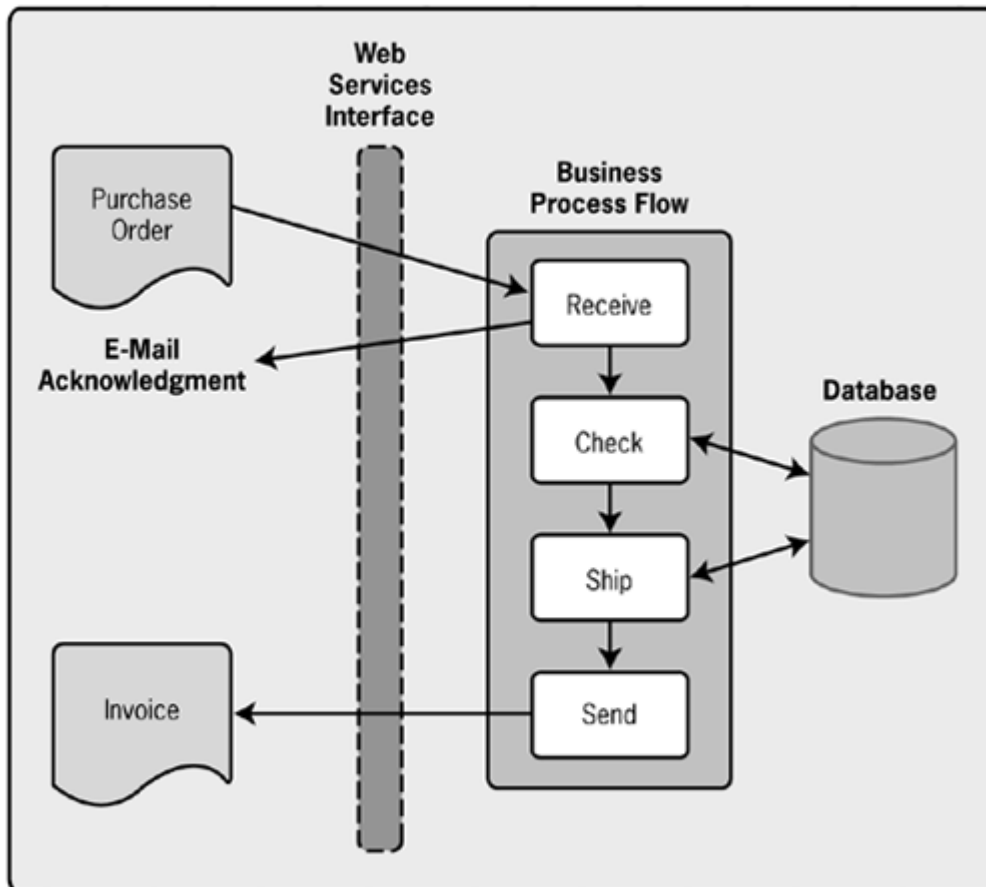 Web
Services
Interface
Purchase
Order
Business
Process Flow
Receive
E-Mail
Acknowledgment
Check
Database
Ship
Invoice
Send